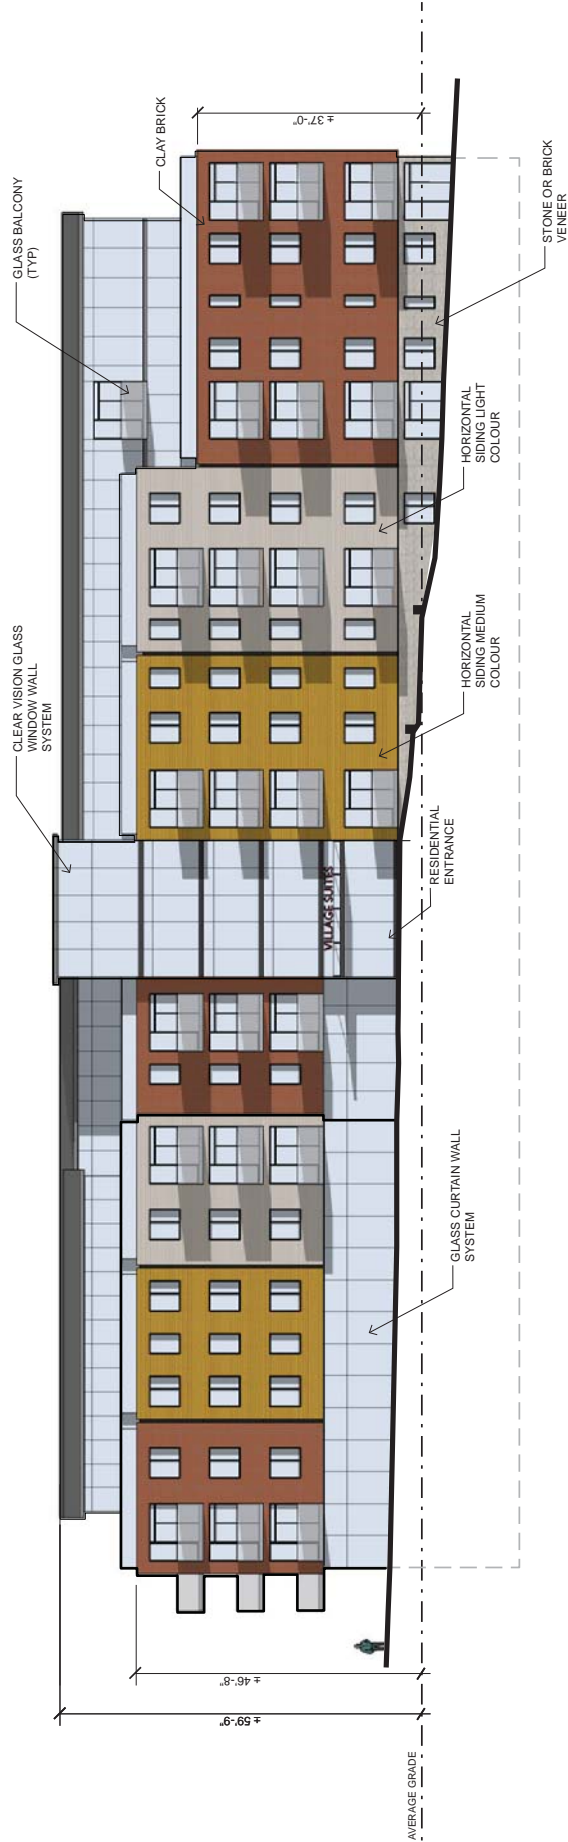 ± 59'-9"
± 46'-8"
AVERAGE GRADE
CLEAR VISION GLASS
WINDOW WALL
SYSTEM
GLASS BALCONY
(TYP)
CLAY BRICK
± 37'-0"
VILLAGE SUITES
GLASS CURTAIN WALL
SYSTEM
RESIDENTIAL
ENTRANCE
HORIZONTAL
SIDING MEDIUM
COLOUR
HORIZONTAL
SIDING LIGHT
COLOUR
STONE OR BRICK
VENEER